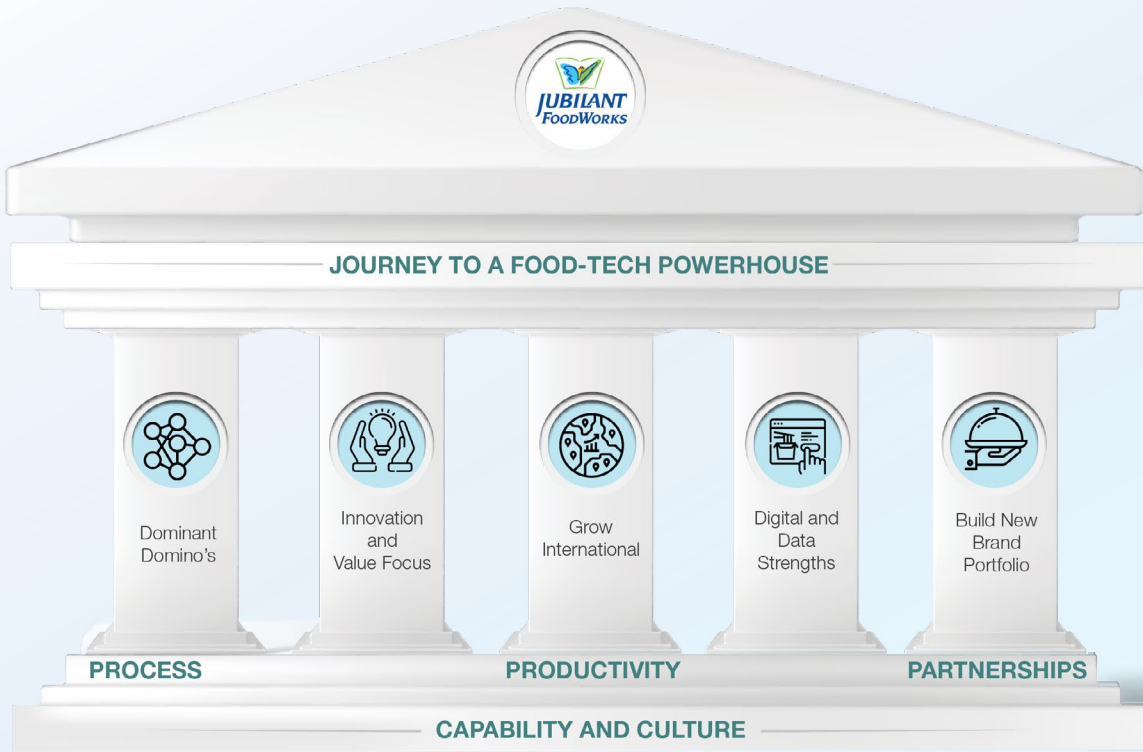 JUBILANT
FOODWORKS
JOURNEY TO A FOOD-TECH POWERHOUSE
Dominant
Domino's
Innovation
and
Value Focus
Grow
International
Digital and
Data
Strengths
Build New
Brand
Portfolio
PROCESS
PRODUCTIVITY
PARTNERSHIPS
CAPABILITY AND CULTURE